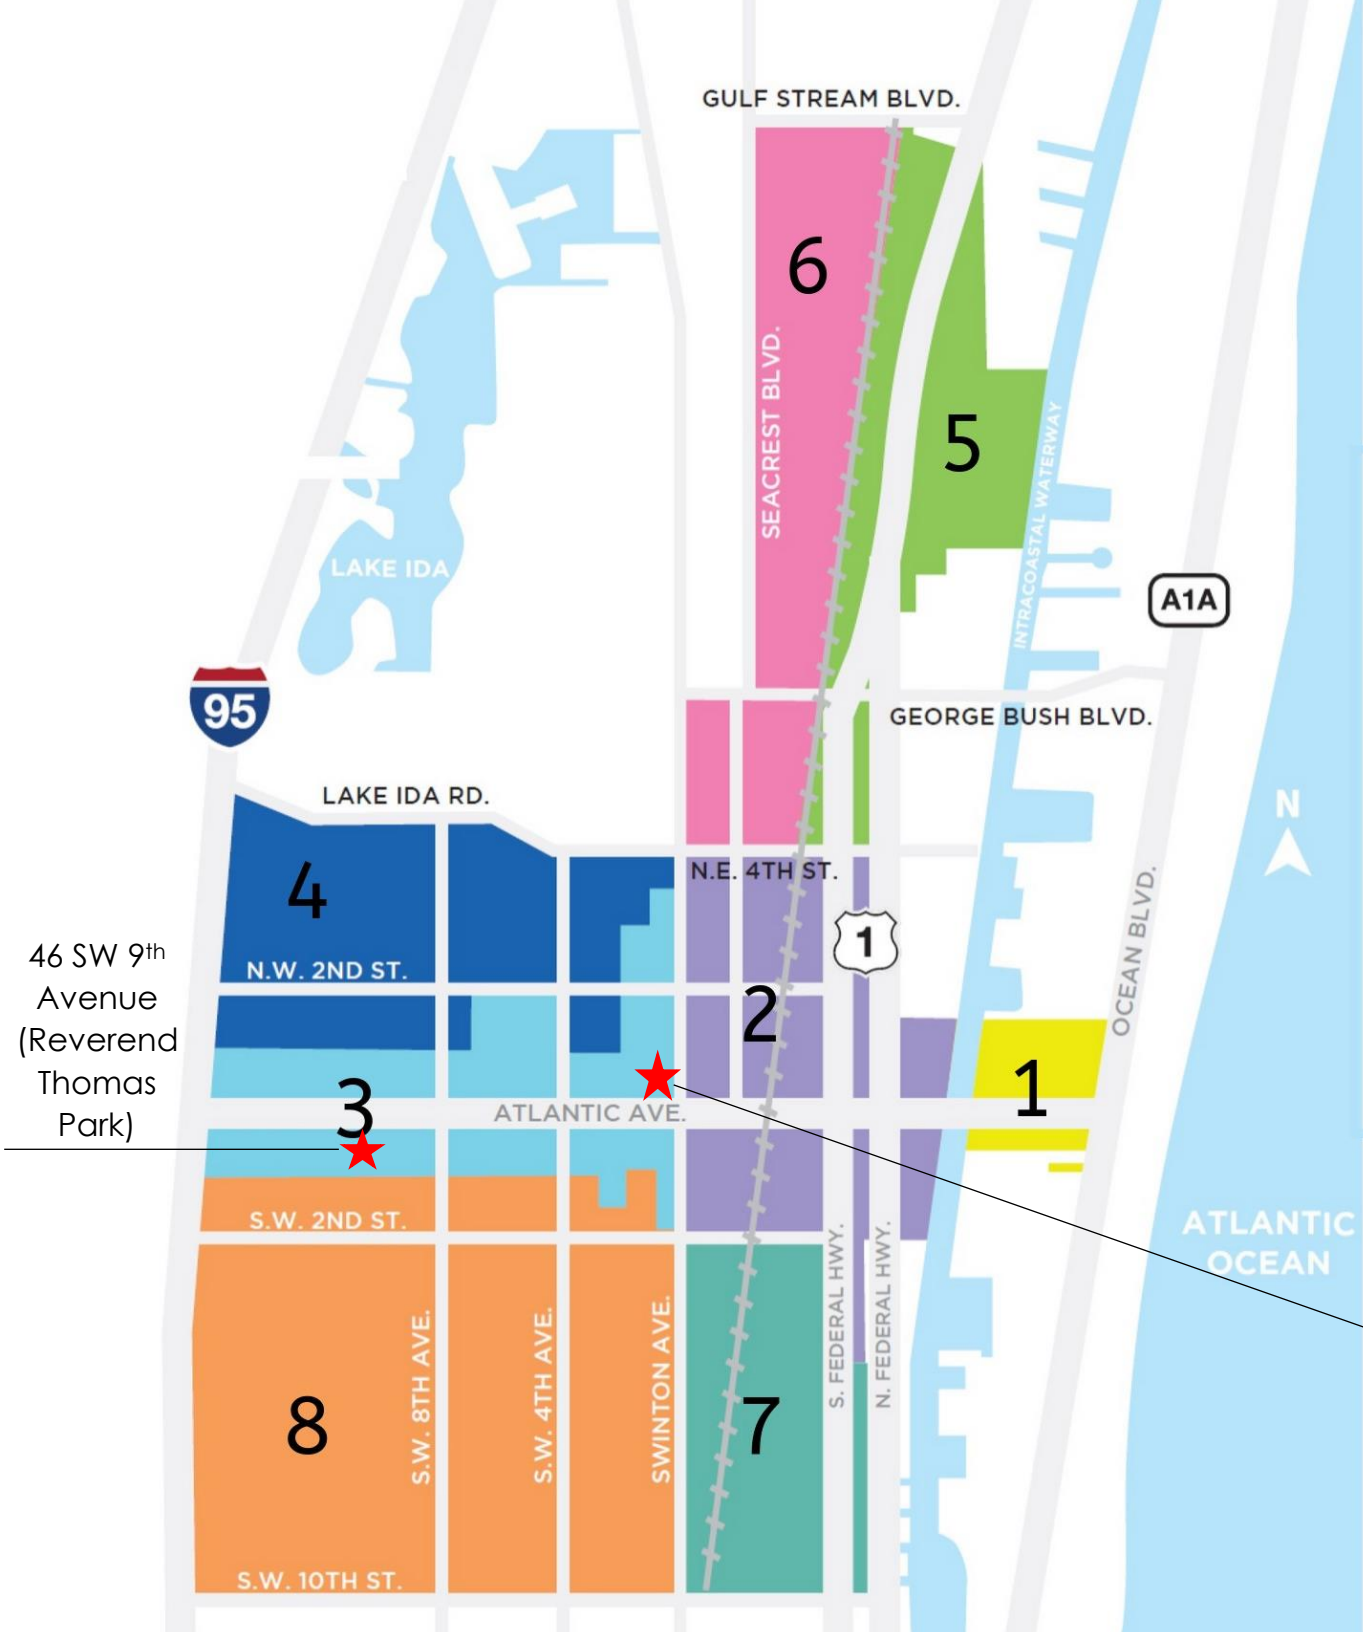 GULF STREAM BLVD.
6
SEACREST BLVD.
5
INTRACOASTAL WATERWAY
LAKE IDA
A1A
95
GEORGE BUSH BLVD.
LAKE IDA RD.
N
4
N.E. 4TH ST.
OCEAN BLVD.
1
46 SW 9th
Avenue
(Reverend
Thomas
Park)
N.W. 2ND ST.
2
1
3
ATLANTIC AVE.
S.W. 2ND ST.
ATLANTIC
OCEAN
S. FEDERAL HWY.
N. FEDERAL HWY.
S.W. 8TH AVE.
S.W. 4TH AVE.
SWINTON AVE.
8
7
S.W. 10TH ST.